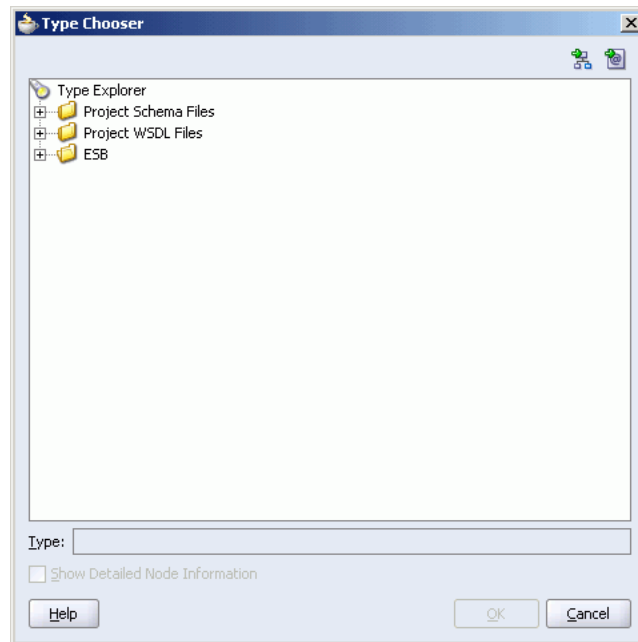 Type Chooser
Type Explorer
Project Schema Files
Project WSDL Files
ESB
Type:
Show Detailed Node Information
Help
OK
Cancel